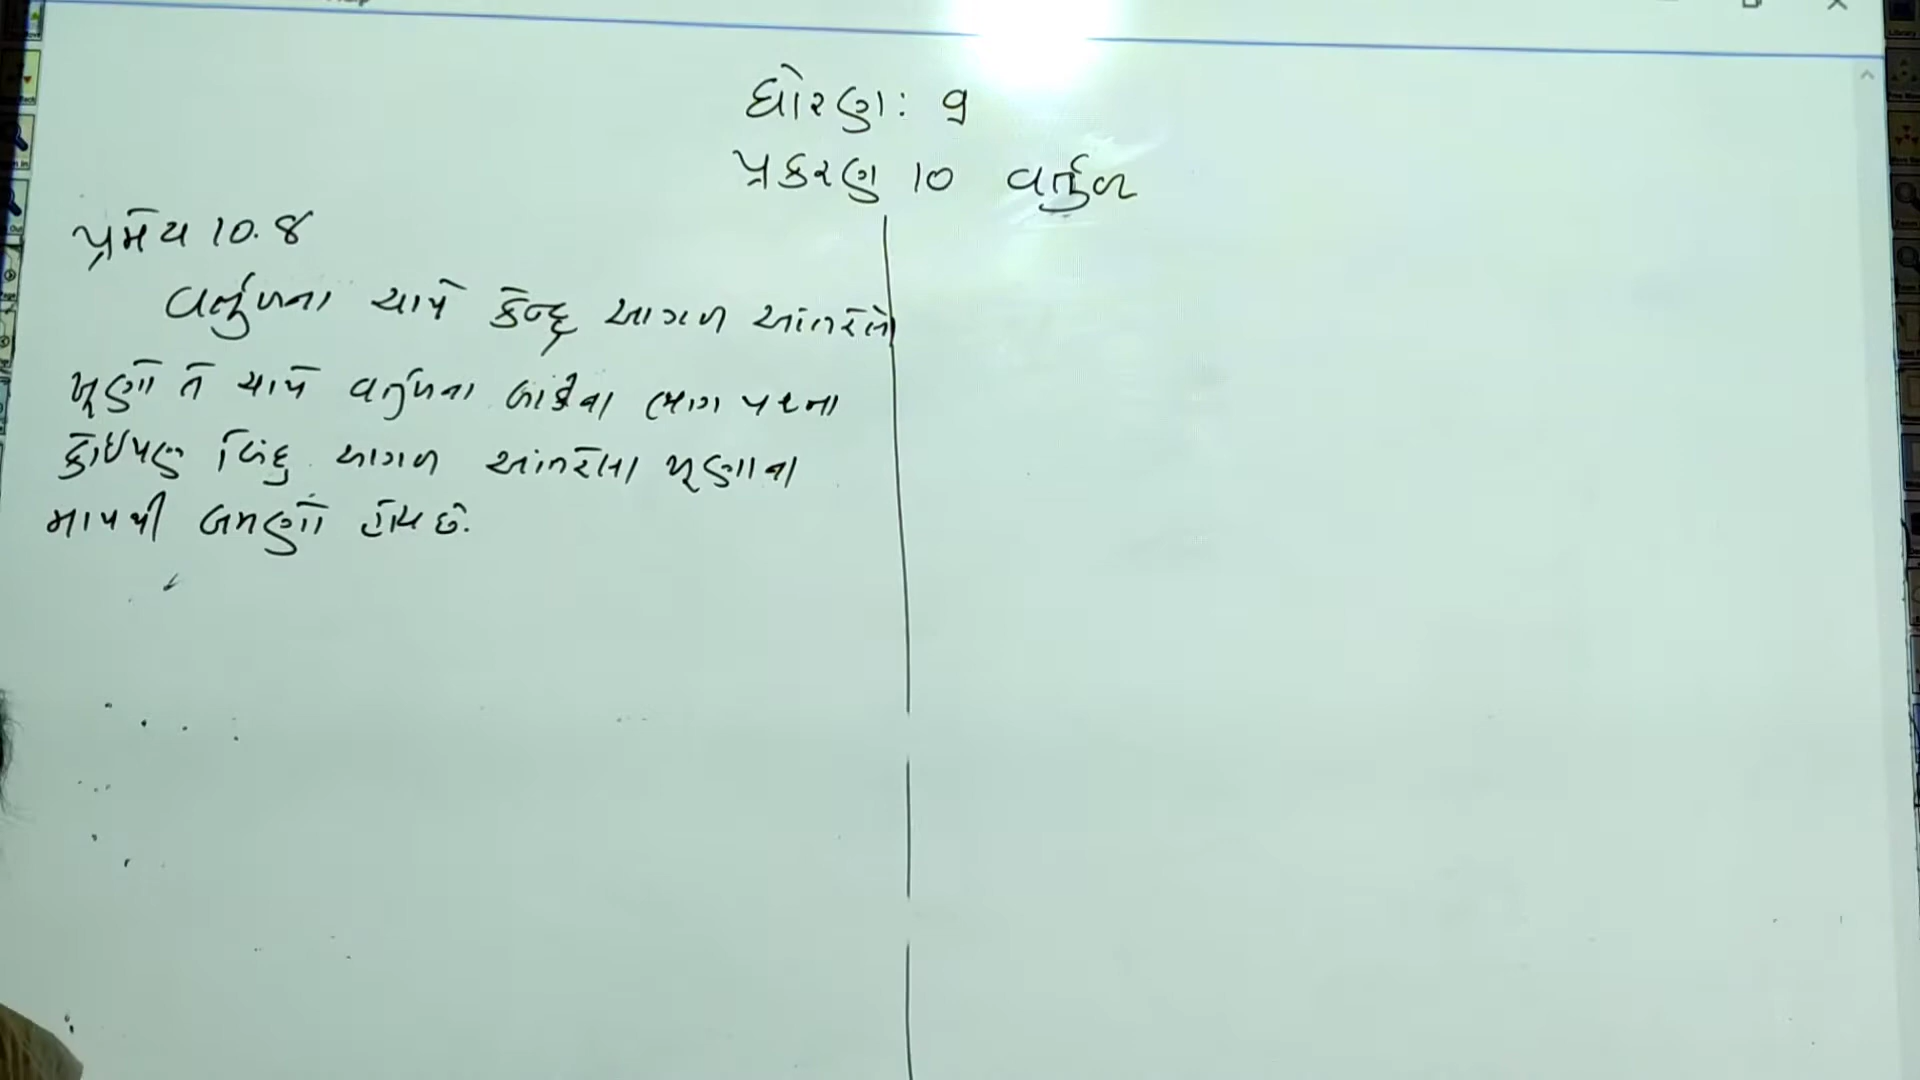 ધોરણ: 9
પ્રકરણ 10 વર્તુળ
પ્રમેય 10.8
વર્તુળના ચાપે કેન્દ્ર આગળ આંતરેલો
ખૂણો તે ચાપે વર્તુળના બાકીના ભાગ પરના
કોઈપણ બિંદુ આગળ આંતરેલા ખૂણાના
માપથી બમણો હોય છે.